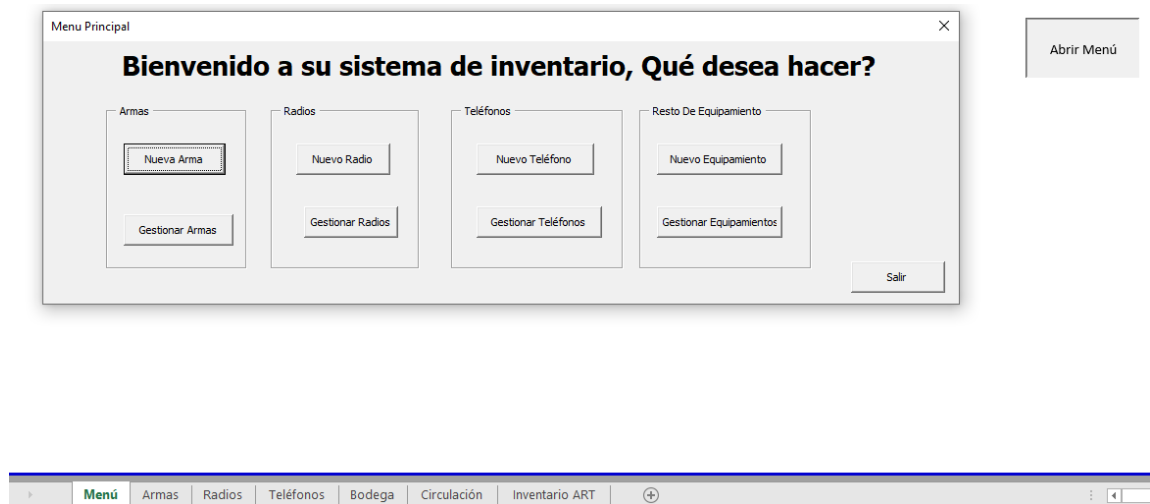 Menu Principal
Abrir Menú
Bienvenido a su sistema de inventario, Qué desea hacer?
Armas
Radios
Teléfonos
Resto De Equipamiento
Nueva Arma
Nuevo Radio
Nuevo Teléfono
Nuevo Equipamiento
Gestionar Armas
Gestionar Radios
Gestionar Teléfonos
Gestionar Equipamientos
Salir
Menú
Armas
Radios
Teléfonos
Bodega
Circulación
Inventario ART